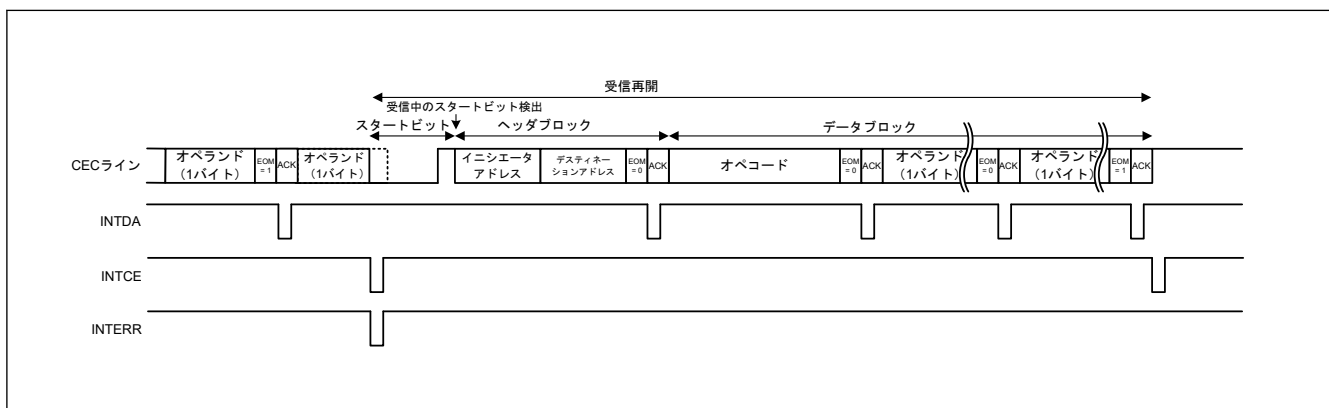 受信再開
受信中のスタートビット検出
スタートビット
ヘッダブロック
データブロック
CECライン
オペランド
(1バイト)
EOM
= 1
ACK
オペランド
(1バイト)
イニシエータ
アドレス
デスティネー
ションアドレス
EOM
= 0
ACK
オペコード
EOM
= 0
ACK
オペランド
(1バイト)
EOM
= 0
ACK
オペランド
(1バイト)
EOM
= 1
ACK
INTDA
INTCE
INTERR